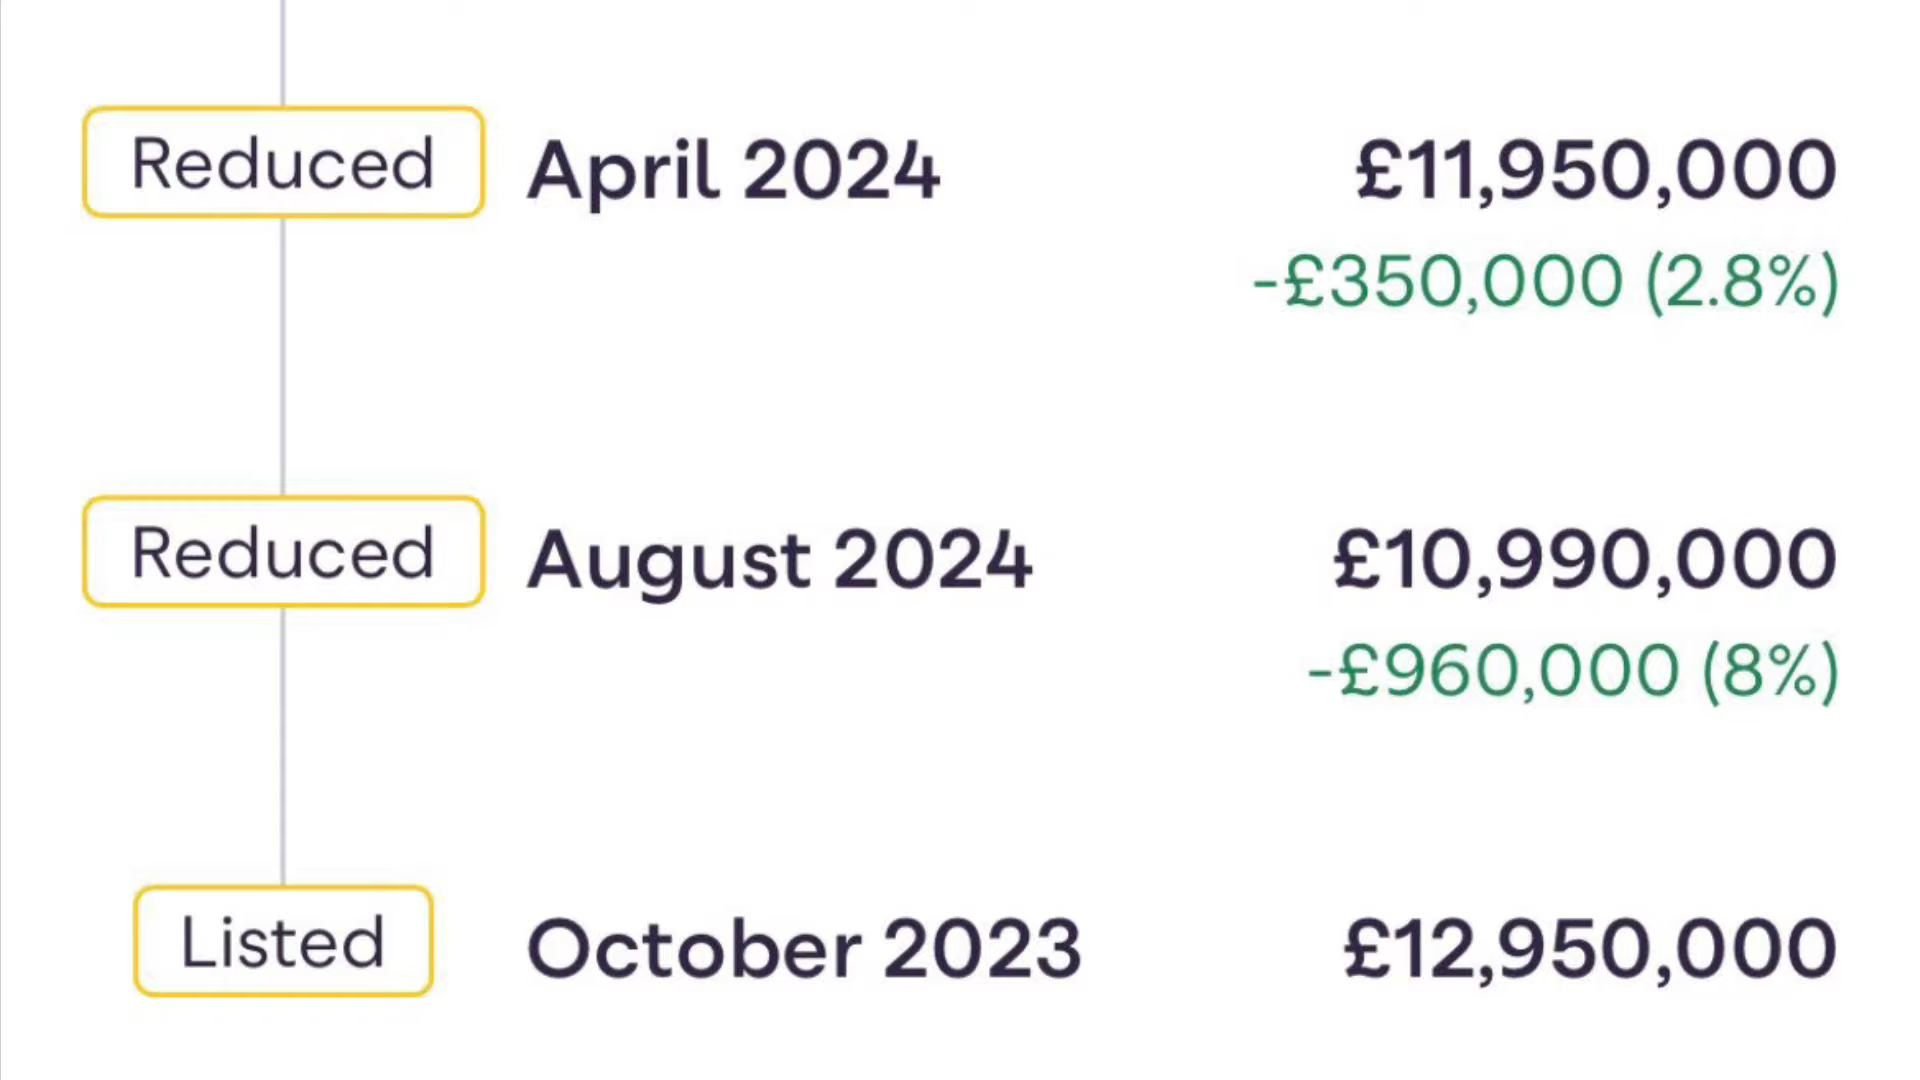 Reduced April 2024 £11,950,000
-£350,000 (2.8%)
Reduced August 2024 £10,990,000
-£960,000 (8%)
Listed October 2023 £12,950,000